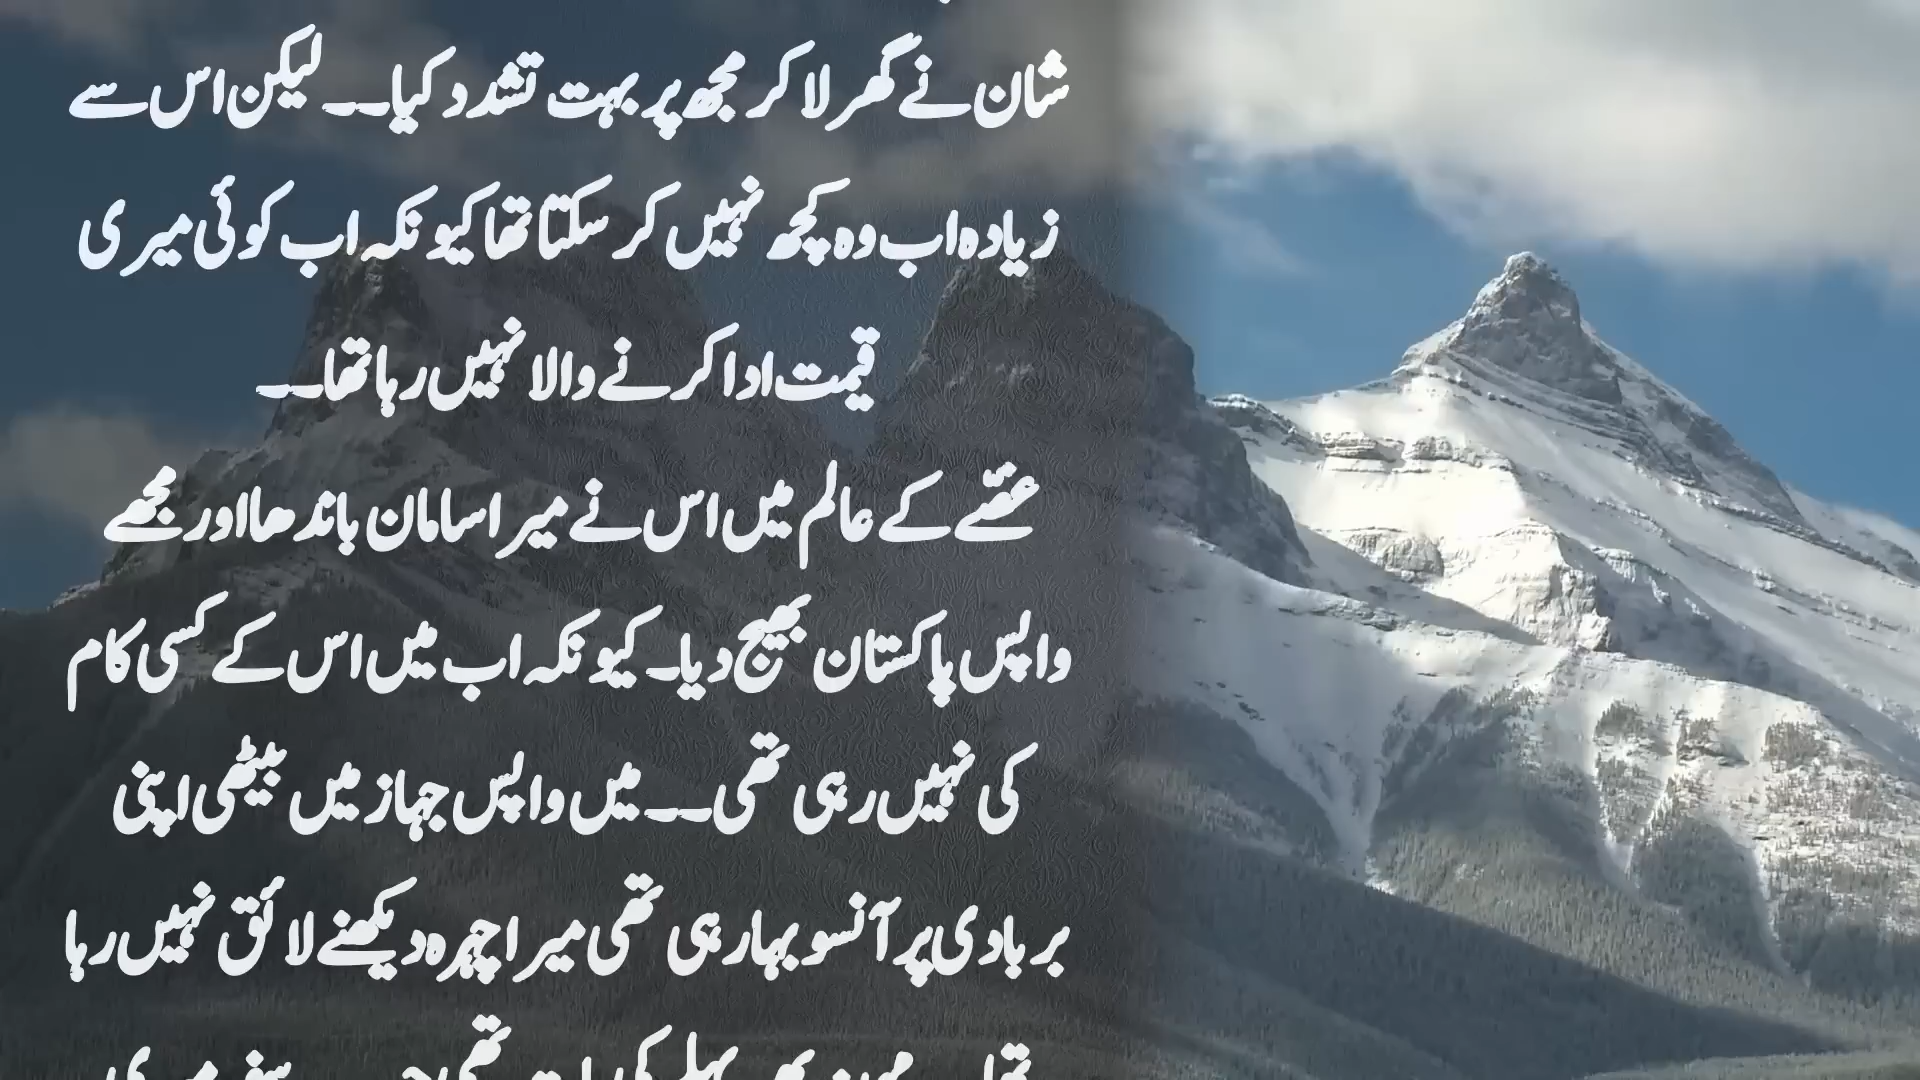 شان نے گھر لا کر مجھ پر بہت تشدد کیا۔۔ لیکن اس سے
زیادہ اب وہ کچھ نہیں کر سکتا تھا کیونکہ اب کوئی میری
قیمت ادا کرنے والا نہیں رہا تھا۔۔
غصّے کے عالم میں اس نے میرا سامان باندھا اور مجھے
واپس پاکستان بھیج دیا۔ کیونکہ اب میں اس کے کسی کام
کی نہیں رہی تھی۔۔ میں واپس جہاز میں بیٹھی اپنی
بربادی پر آنسو بہا رہی تھی میرا چہرہ دیکھنے لائق نہیں رہا